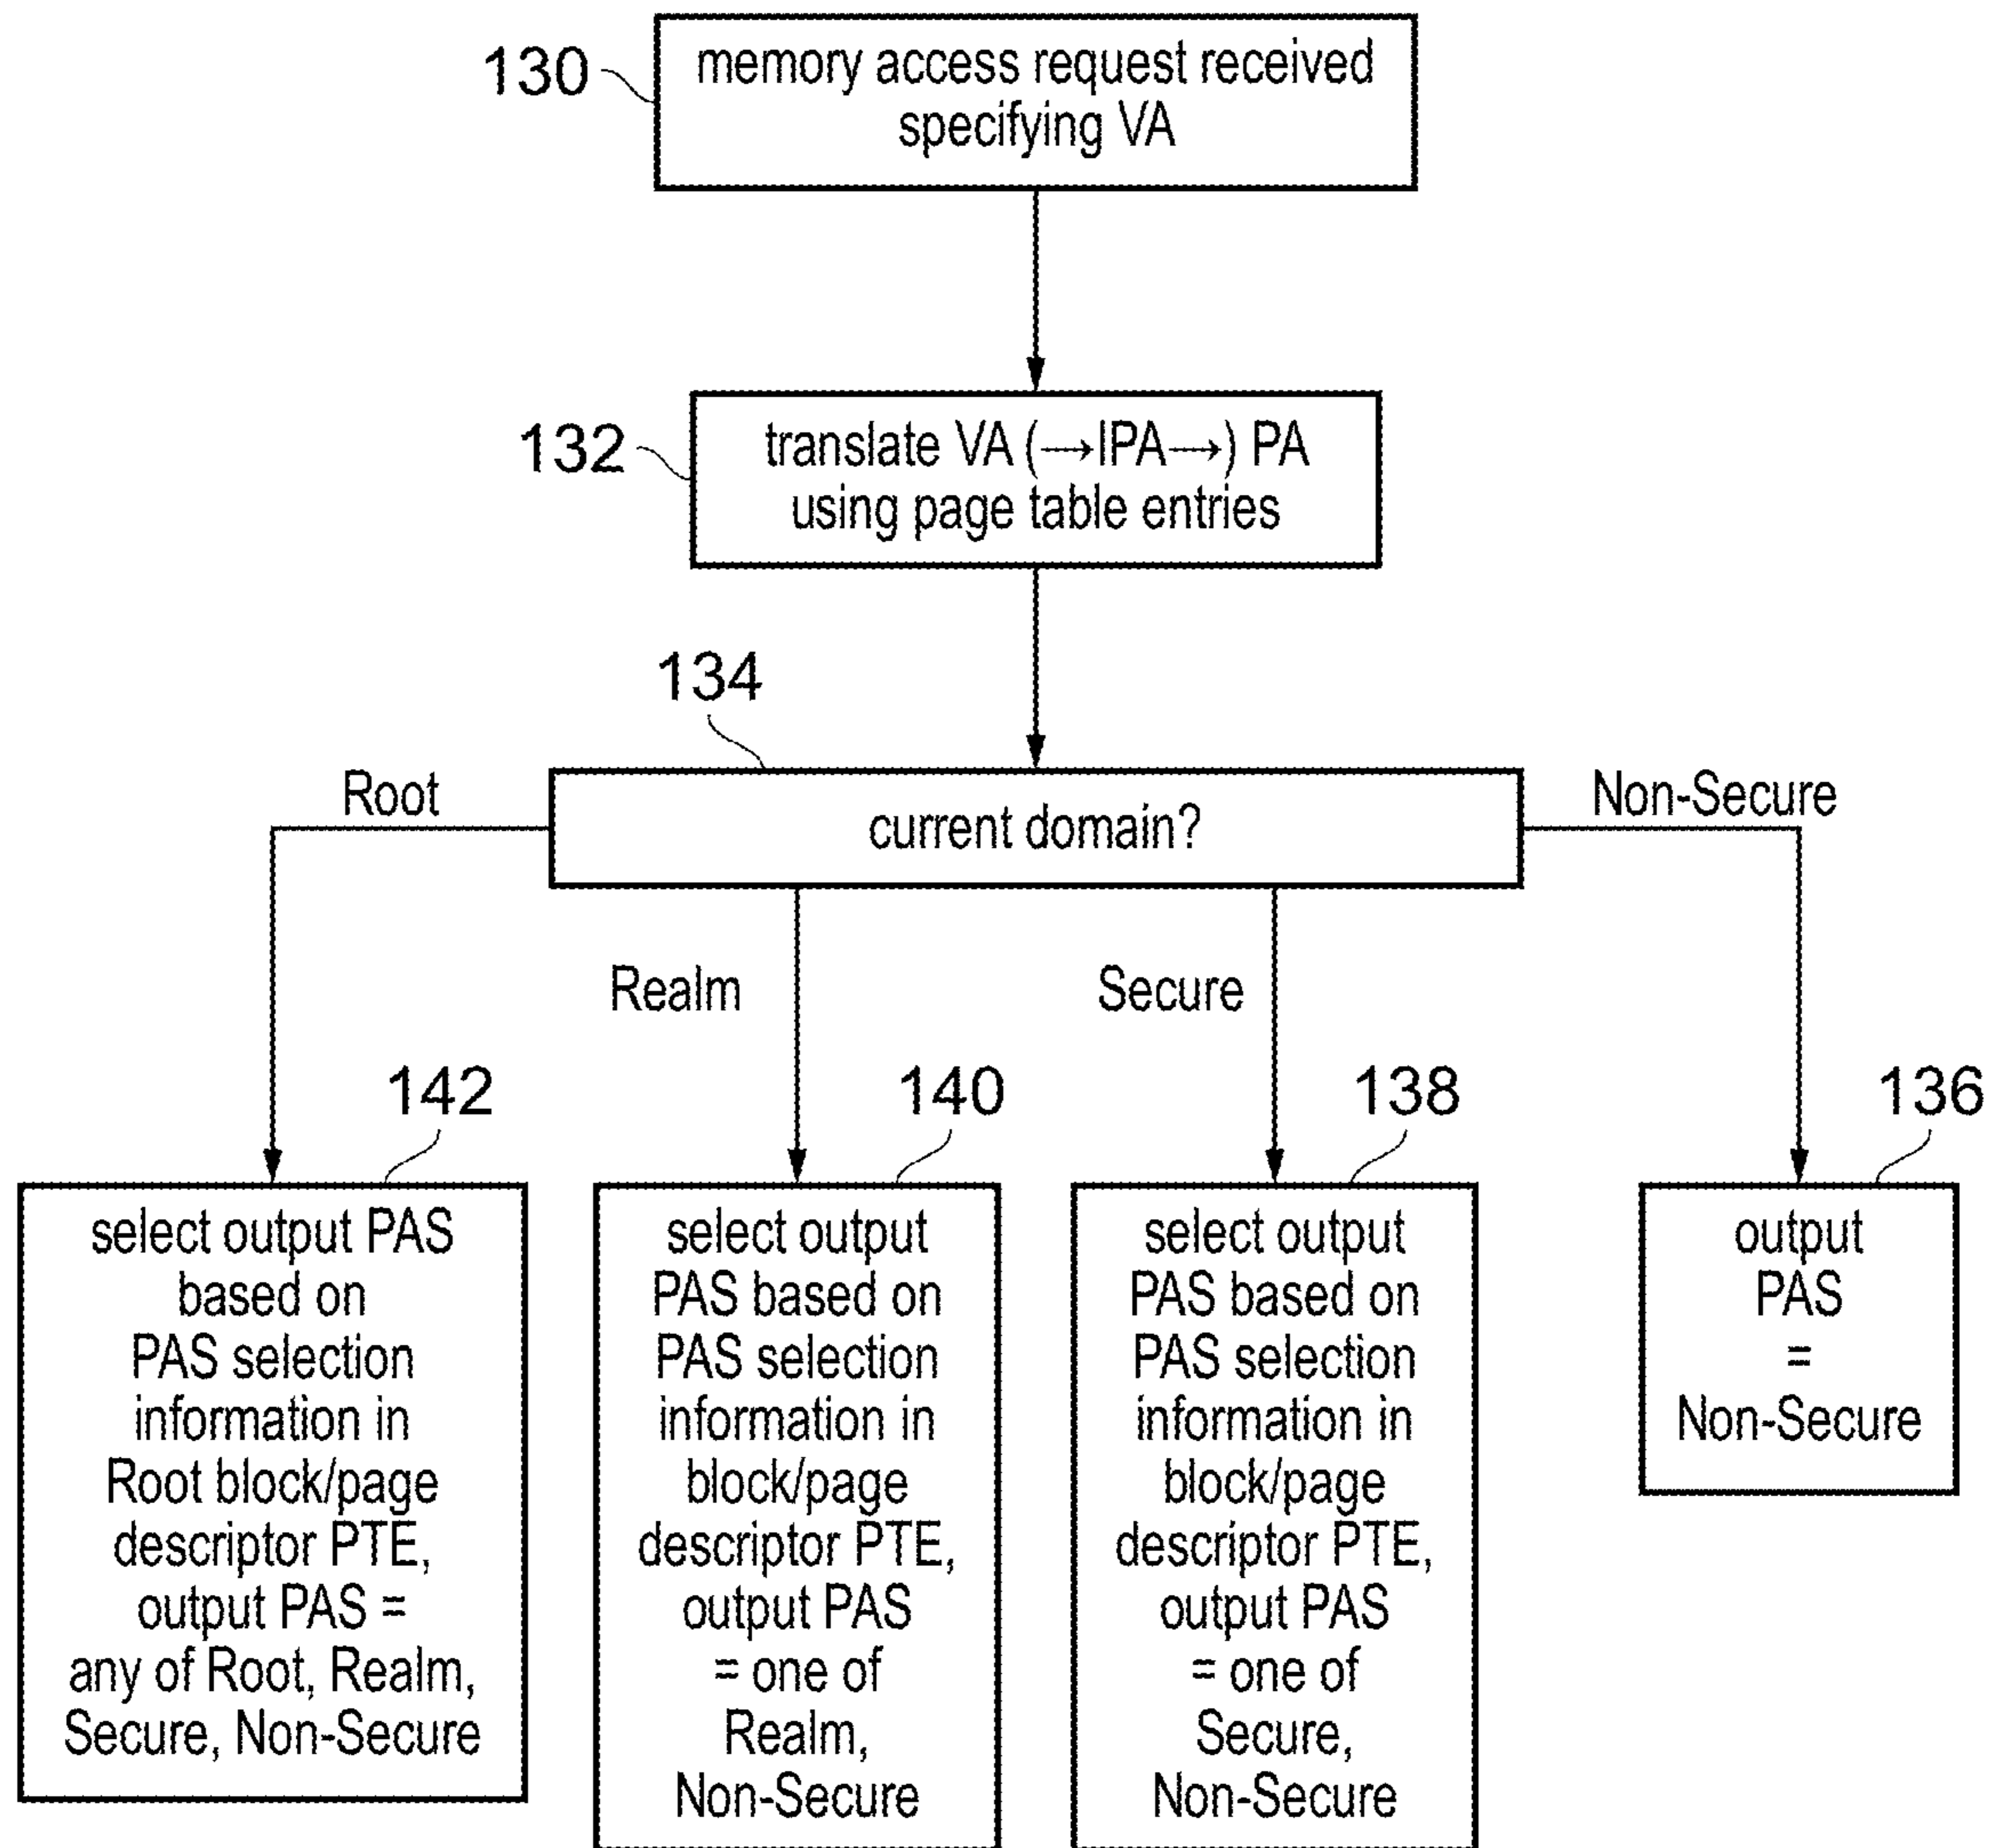 130
memory access request received
specifying VA
132
translate VA (→IPA→) PA
using page table entries
134
current domain?
Root
Non-Secure
Realm
Secure
142
select output PAS
based on
PAS selection
information in
Root block/page
descriptor PTE,
output PAS =
any of Root, Realm,
Secure, Non-Secure
140
select output
PAS based on
PAS selection
information in
block/page
descriptor PTE,
output PAS
= one of
Realm,
Non-Secure
138
select output
PAS based on
PAS selection
information in
block/page
descriptor PTE,
output PAS
= one of
Secure,
Non-Secure
136
output
PAS
=
Non-Secure